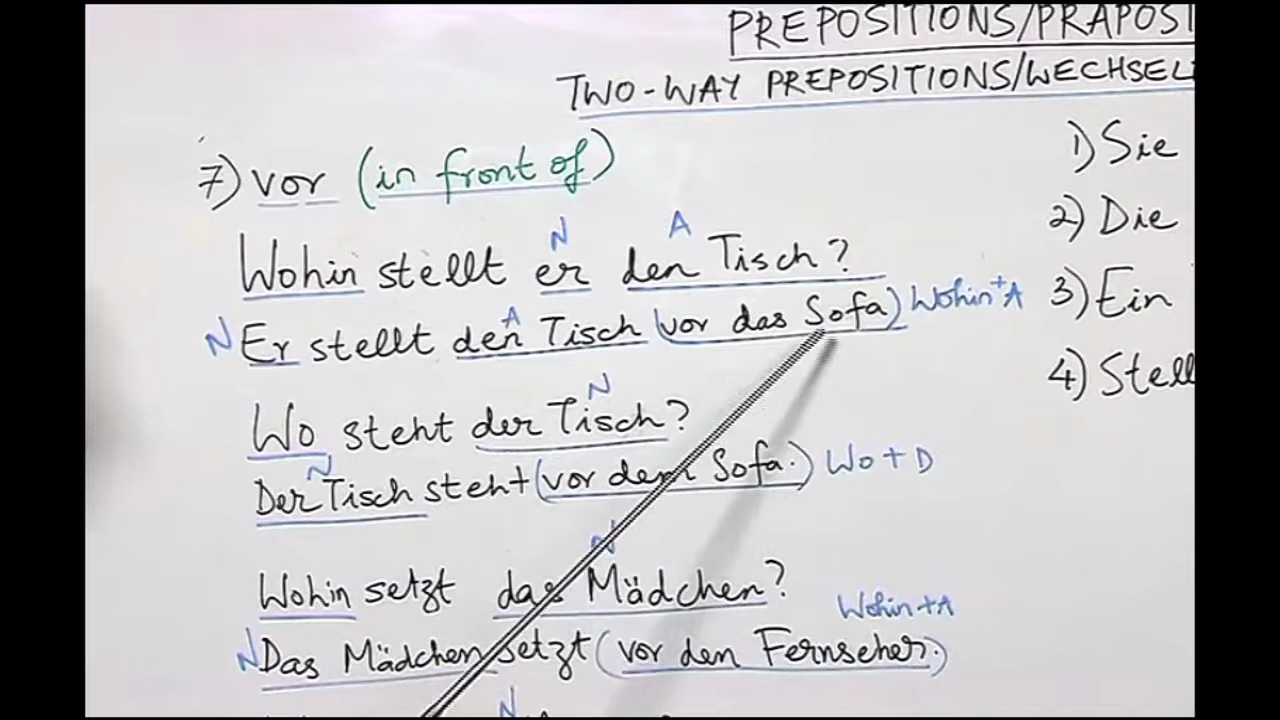 PREPOSITIONS/PRÄPOSI
TWO-WAY PREPOSITIONS/WECHSEL
7) vor (in front of)
N A
Wohin stellt er den Tisch?
N A
Er stellt den Tisch (vor das Sofa) Wohin+A
N
Wo steht der Tisch?
N
Der Tisch steht (vor dem Sofa.) Wo+D
N
Wohin setzt das Mädchen?
Wohin+A
N Das Mädchen setzt (vor den Fernseher.)
N
1) Sie
2) Die
3) Ein
4) Stell